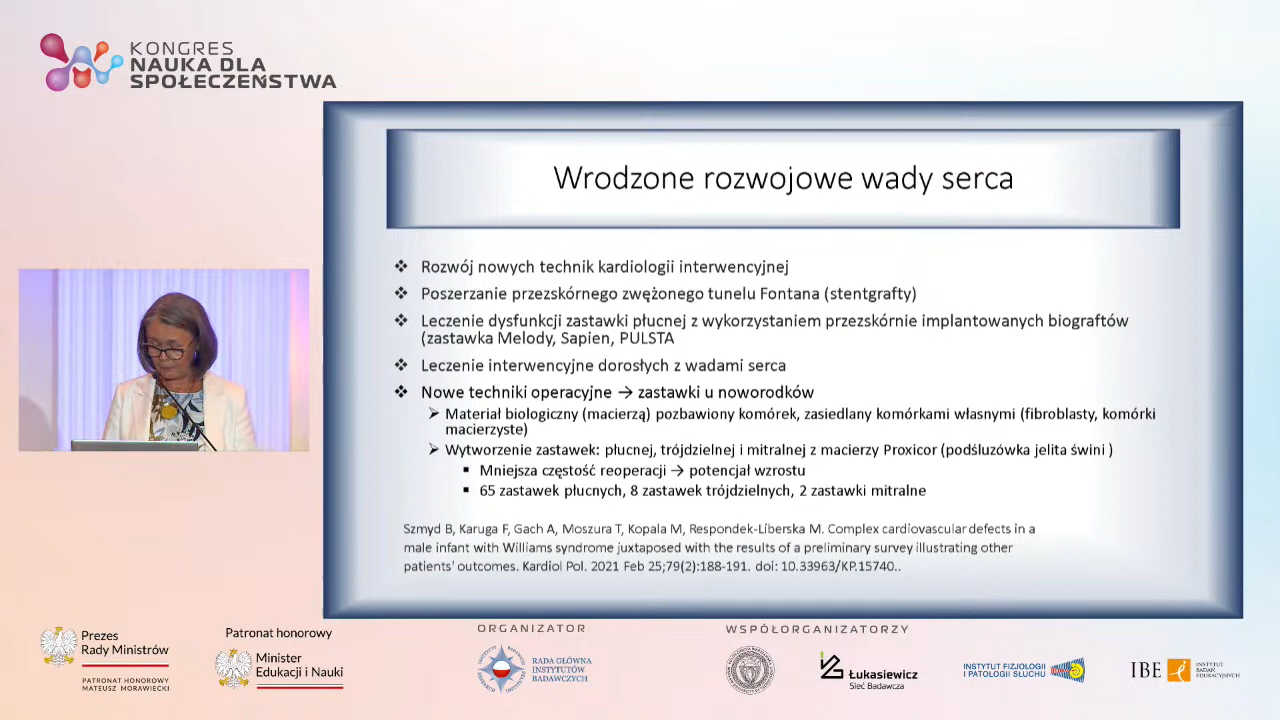 KONGRES
NAUKA DLA
SPOŁECZEŃSTWA
Wrodzone rozwojowe wady serca
❖ Rozwój nowych technik kardiologii interwencyjnej
❖ Poszerzanie przezskórnego zwężonego tunelu Fontana (stentgrafty)
❖ Leczenie dysfunkcji zastawki płucnej z wykorzystaniem przezskórnie implantowanych biograftów
(zastawka Melody, Sapien, PULSTA
❖ Leczenie interwencyjne dorosłych z wadami serca
❖ Nowe techniki operacyjne → zastawki u noworodków
➢ Materiał biologiczny (macierzą) pozbawiony komórek, zasiedlany komórkami własnymi (fibroblasty, komórki
macierzyste)
➢ Wytworzenie zastawek: płucnej, trójdzielnej i mitralnej z macierzy Proxicor (podśluzówka jelita świni )
▪ Mniejsza częstość reoperacji → potencjał wzrostu
▪ 65 zastawek płucnych, 8 zastawek trójdzielnych, 2 zastawki mitralne
Szmyd B, Karuga F, Gach A, Moszura T, Kopala M, Respondek-Liberska M. Complex cardiovascular defects in a
male infant with Williams syndrome juxtaposed with the results of a preliminary survey illustrating other
patients' outcomes. Kardiol Pol. 2021 Feb 25;79(2):188-191. doi: 10.33963/KP.15740..
Prezes
Rady Ministrów
PATRONAT HONOROWY
MATEUSZ MORAWIECKI
Patronat honorowy
Minister
Edukacji i Nauki
ORGANIZATOR
RADA GŁÓWNA
INSTYTUTÓW
BADAWCZYCH
WSPÓŁORGANIZATORZY
Łukasiewicz
Sieć Badawcza
INSTYTUT FIZJOLOGII
I PATOLOGII SŁUCHU
IBE
INSTYTUT
BADAŃ
EDUKACYJNYCH